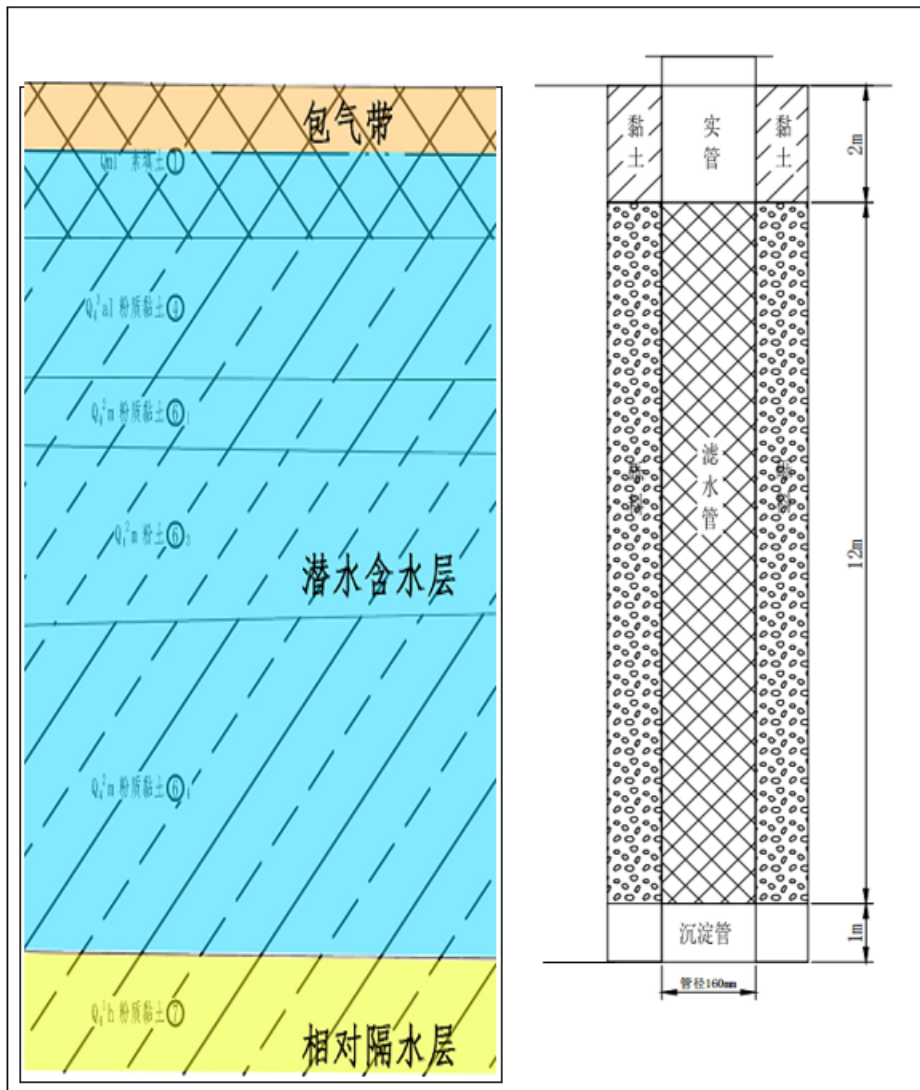 包气带
Qml 素填土①
Q₄³al 粉质黏土④
Q₄²m 粉质黏土⑥₁
Q₄²m 粉土⑥₃
潜水含水层
Q₄²m 粉质黏土⑥₄
Q₄¹h 粉质黏土⑦
相对隔水层
黏土
实管
黏土
2m
滤水管
12m
沉淀管
1m
管径160mm